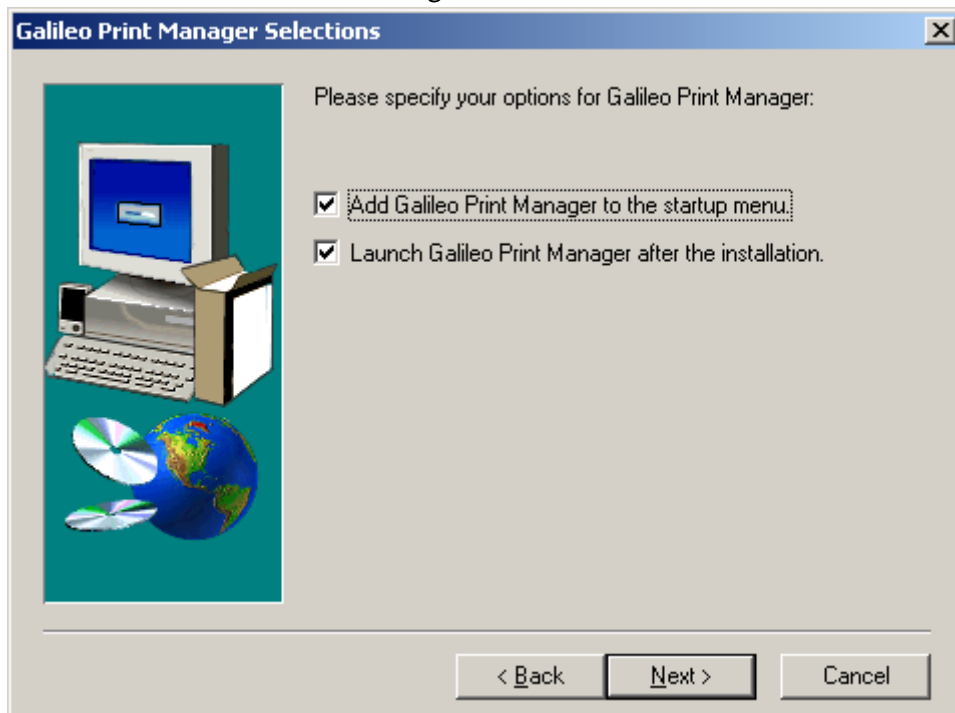 Galileo Print Manager Selections
Please specify your options for Galileo Print Manager:
Add Galileo Print Manager to the startup menu.
Launch Galileo Print Manager after the installation.
< Back Next > Cancel